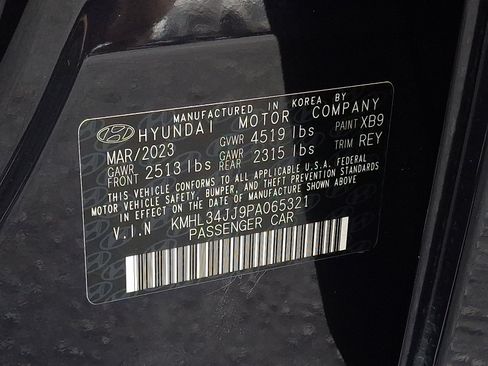 MANUFACTURED IN KOREA BY
HYUNDAI MOTOR COMPANY
MAR/2023 GVWR 4519 lbs PAINT XB9
GAWR FRONT 2513 lbs GAWR REAR 2315 lbs TRIM REY
THIS VEHICLE CONFORMS TO ALL APPLICABLE U.S.A. FEDERAL
MOTOR VEHICLE SAFETY, BUMPER, AND THEFT PREVENTION STANDARDS
IN EFFECT ON THE DATE OF MANUFACTURE SHOWN ABOVE
V.I.N KMHL34JJ9PA065321
PASSENGER CAR